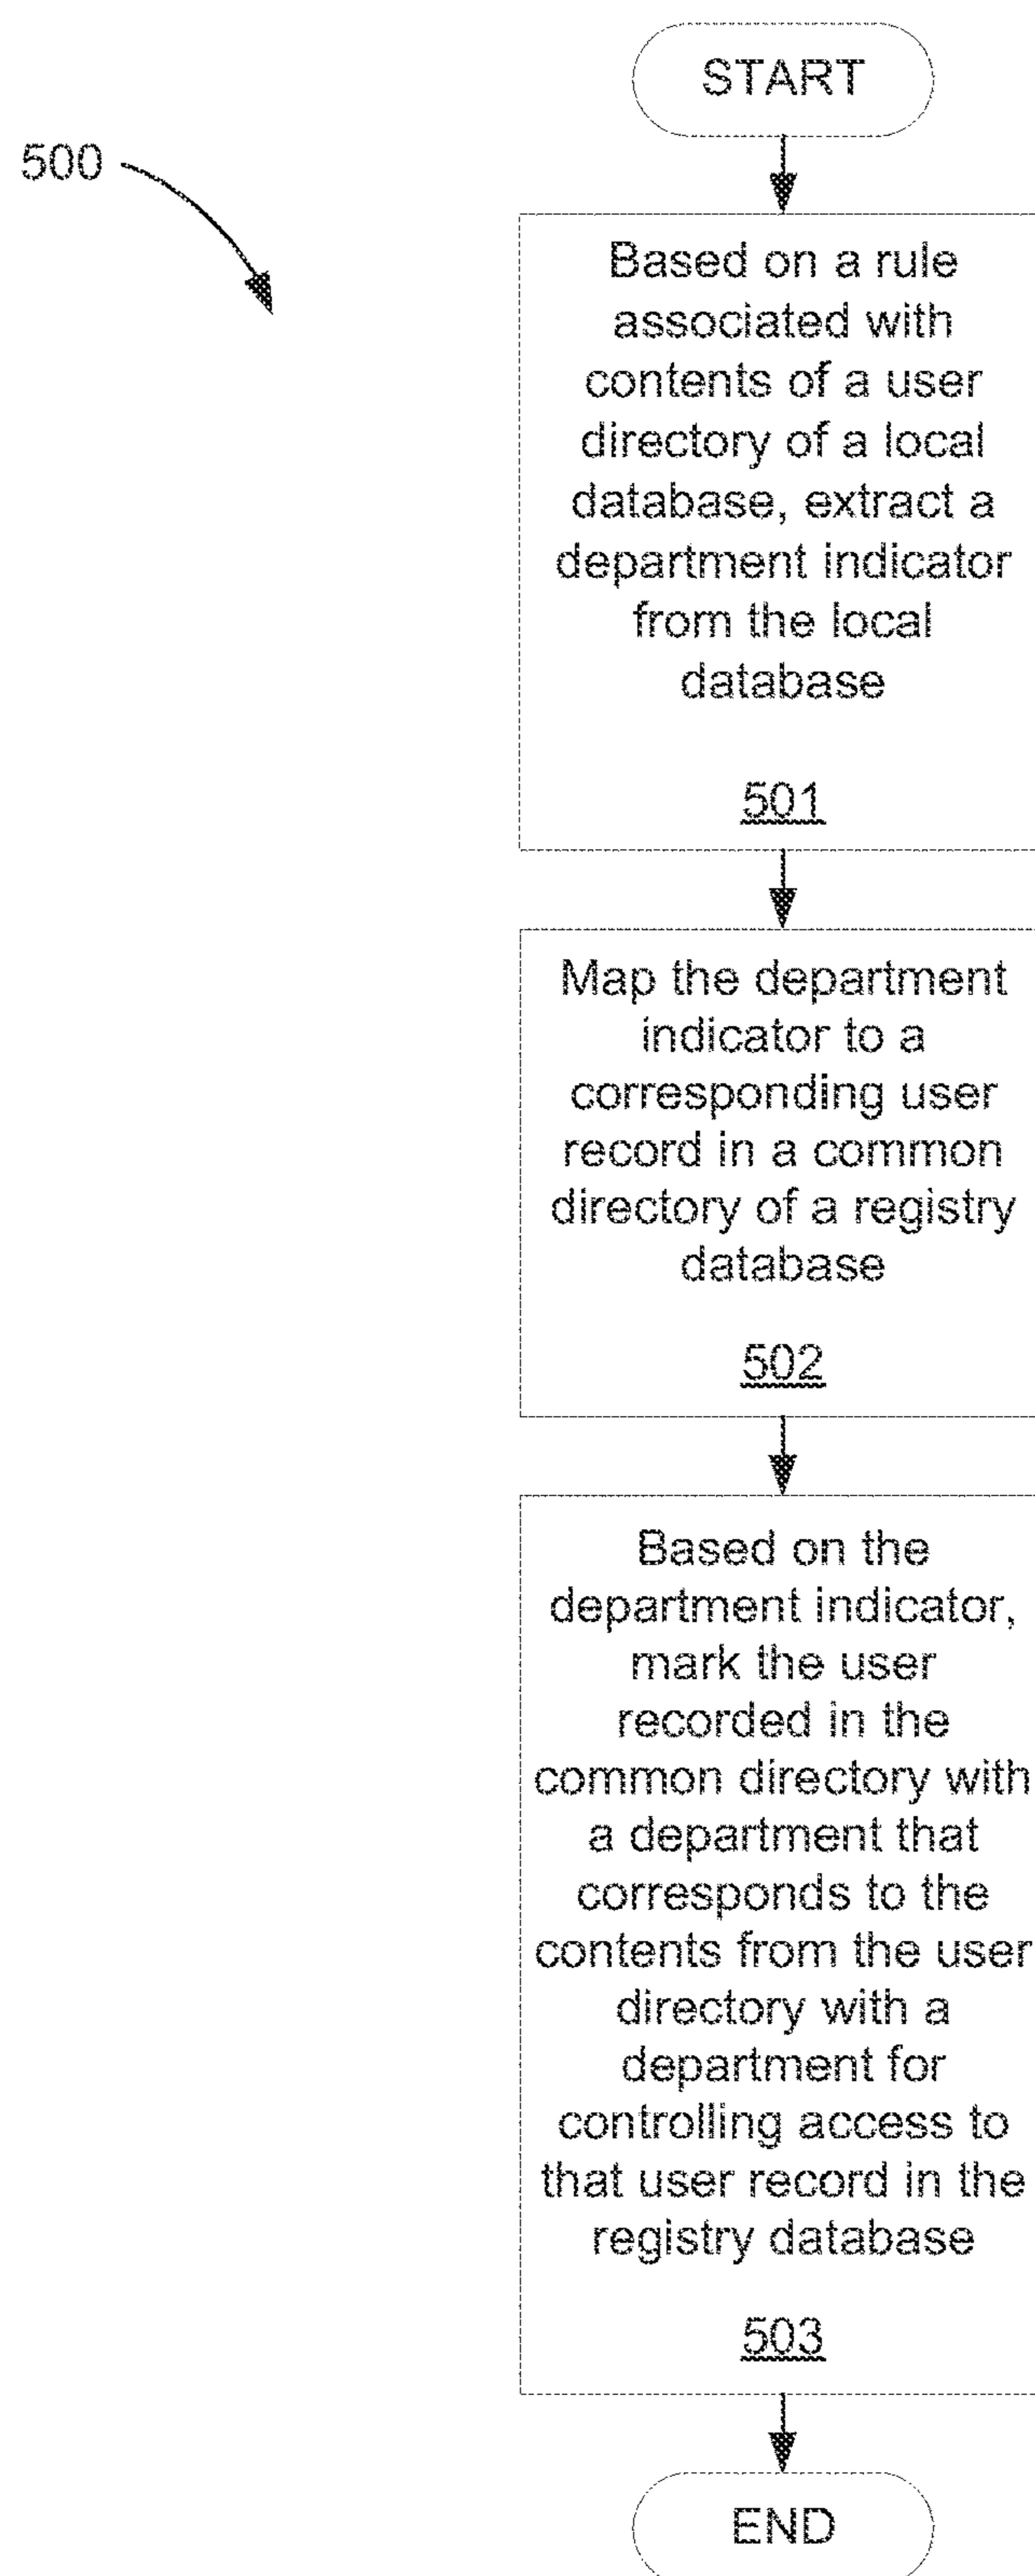 START
500
Based on a rule
associated with
contents of a user
directory of a local
database, extract a
department indicator
from the local
database
501
Map the department
indicator to a
corresponding user
record in a common
directory of a registry
database
502
Based on the
department indicator,
mark the user
recorded in the
common directory with
a department that
corresponds to the
contents from the user
directory with a
department for
controlling access to
that user record in the
registry database
503
END